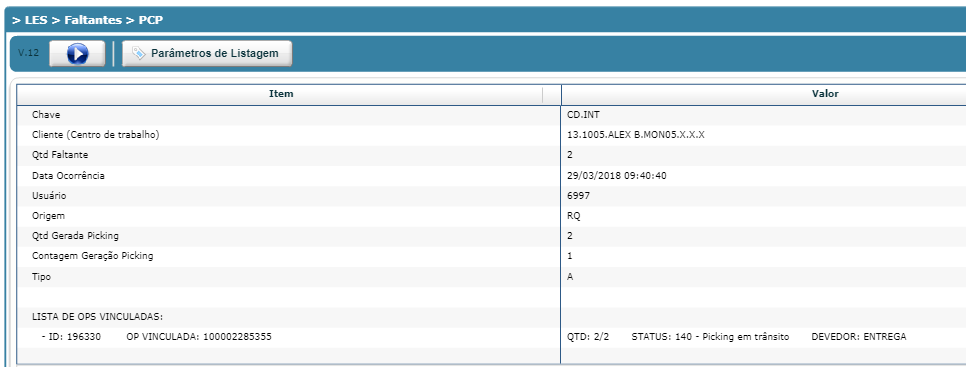 > LES > Faltantes > PCP
V.12 Parâmetros de Listagem
Item Valor
Chave CD.INT
Cliente (Centro de trabalho) 13.1005.ALEX B.MON05.X.X.X
Qtd Faltante 2
Data Ocorrência 29/03/2018 09:40:40
Usuário 6997
Origem RQ
Qtd Gerada Picking 2
Contagem Geração Picking 1
Tipo A
LISTA DE OPS VINCULADAS:
- ID: 196330 OP VINCULADA: 100002285355 QTD: 2/2 STATUS: 140 - Picking em trânsito DEVEDOR: ENTREGA